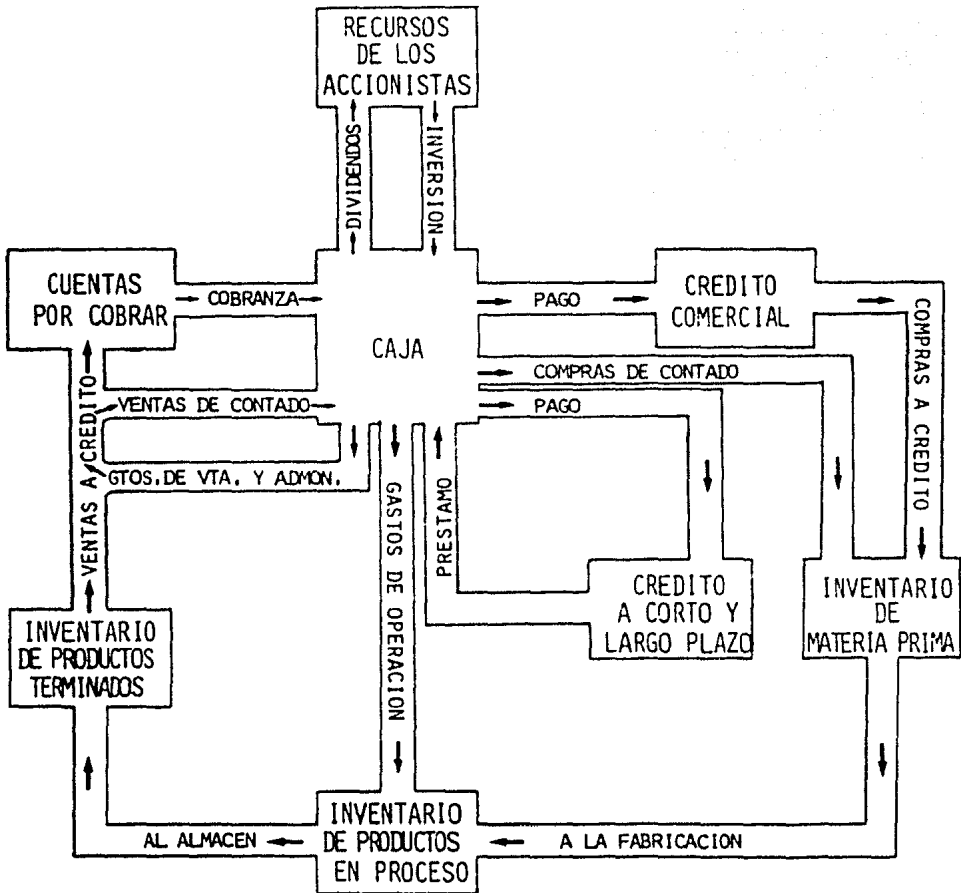 RECURSOS
DE LOS
ACCIONISTAS
DIVIDENDOS
INVERSION
CUENTAS
POR COBRAR
COBRANZA
CAJA
PAGO
CREDITO
COMERCIAL
COMPRAS A CREDITO
COMPRAS DE CONTADO
VENTAS DE CONTADO
PAGO
GTOS.DE VTA. Y ADMON.
VENTAS A CREDITO
GASTOS DE OPERACION
PRESTAMO
CREDITO
A CORTO Y
LARGO PLAZO
INVENTARIO
DE
MATERIA PRIMA
INVENTARIO
DE PRODUCTOS
TERMINADOS
AL ALMACEN
INVENTARIO
DE PRODUCTOS
EN PROCESO
A LA FABRICACION